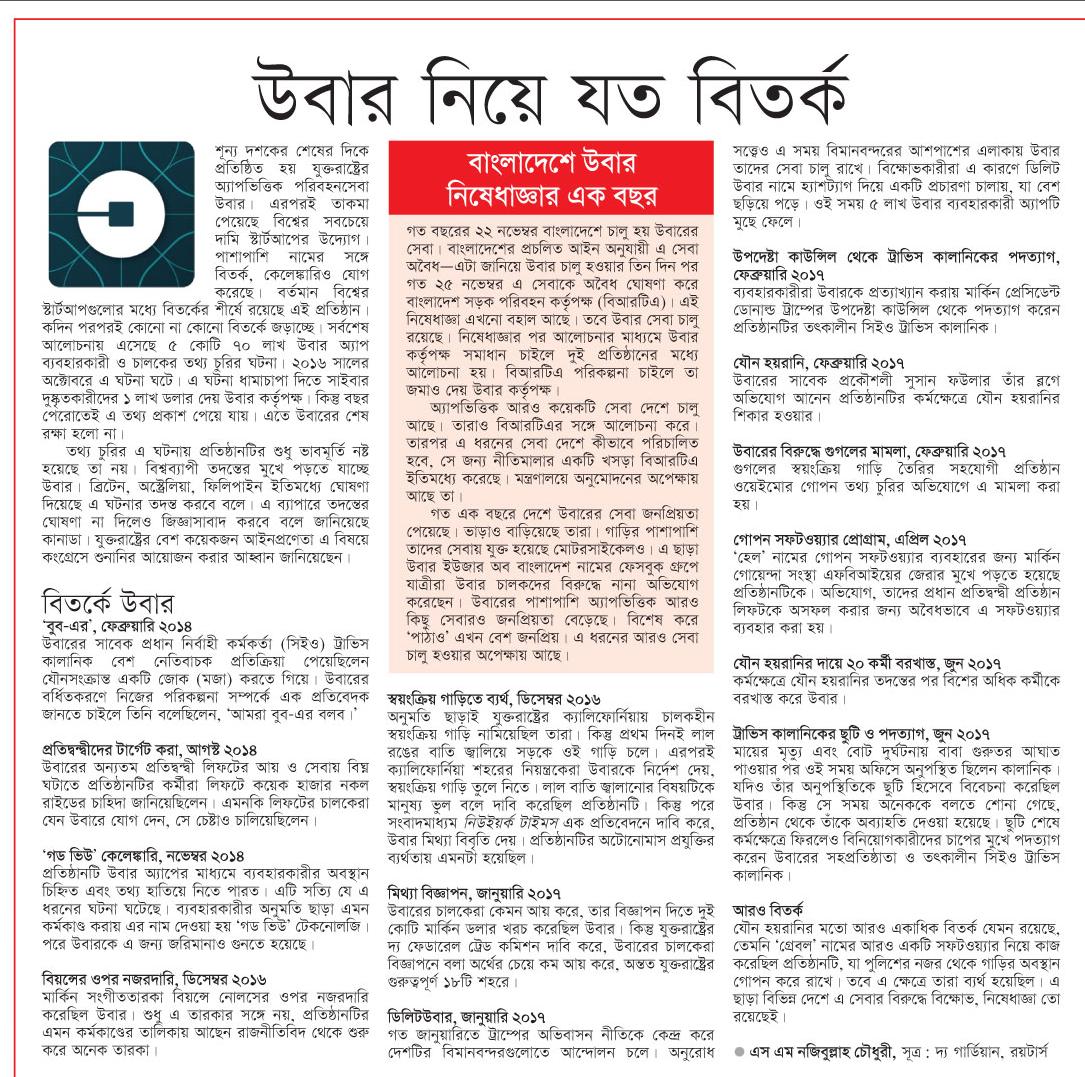 উবার নিয়ে যত বিতর্ক
শূন্য দশকের শেষের দিকে
প্রতিষ্ঠিত হয় যুক্তরাষ্ট্রের
অ্যাপভিত্তিক পরিবহনসেবা
উবার। এরপরই তাকমা
পেয়েছে বিশ্বের সবচেয়ে
দামি স্টার্টআপের উদ্যোগ।
পাশাপাশি নামের সঙ্গে
বিতর্ক, কেলেঙ্কারিও যোগ
করেছে। বর্তমান বিশ্বের
স্টার্টআপগুলোর মধ্যে বিতর্কের শীর্ষে রয়েছে এই প্রতিষ্ঠান।
কদিন পরপরই কোনো না কোনো বিতর্কে জড়াচ্ছে। সর্বশেষ
আলোচনায় এসেছে ৫ কোটি ৭০ লাখ উবার অ্যাপ
ব্যবহারকারী ও চালকের তথ্য চুরির ঘটনা। ২০১৬ সালের
অক্টোবরে এ ঘটনা ঘটে। এ ঘটনা ধামাচাপা দিতে সাইবার
দুষ্কৃতকারীদের ১ লাখ ডলার দেয় উবার কর্তৃপক্ষ। কিন্তু বছর
পেরোতেই এ তথ্য প্রকাশ পেয়ে যায়। এতে উবারের শেষ
রক্ষা হলো না।
তথ্য চুরির এ ঘটনায় প্রতিষ্ঠানটির শুধু ভাবমূর্তি নষ্ট
হয়েছে তা নয়। বিশ্বব্যাপী তদন্তের মুখে পড়তে যাচ্ছে
উবার। ব্রিটেন, অস্ট্রেলিয়া, ফিলিপাইন ইতিমধ্যে ঘোষণা
দিয়েছে এ ঘটনার তদন্ত করবে বলে। এ ব্যাপারে তদন্তের
ঘোষণা না দিলেও জিজ্ঞাসাবাদ করবে বলে জানিয়েছে
কানাডা। যুক্তরাষ্ট্রের বেশ কয়েকজন আইনপ্রণেতা এ বিষয়ে
কংগ্রেসে শুনানির আয়োজন করার আহ্বান জানিয়েছেন।
বিতর্কে উবার
‘বুব-এর’, ফেব্রুয়ারি ২০১৪
উবারের সাবেক প্রধান নির্বাহী কর্মকর্তা (সিইও) ট্রাভিস
কালানিক বেশ নেতিবাচক প্রতিক্রিয়া পেয়েছিলেন
যৌনসংক্রান্ত একটি জোক (মজা) করতে গিয়ে। উবারের
বর্ধিতকরণে নিজের পরিকল্পনা সম্পর্কে এক প্রতিবেদক
জানতে চাইলে তিনি বলেছিলেন, ‘আমরা বুব-এর বলব।’
প্রতিদ্বন্দ্বীদের টার্গেট করা, আগস্ট ২০১৪
উবারের অন্যতম প্রতিদ্বন্দ্বী লিফটের আয় ও সেবায় বিঘ্ন
ঘটাতে প্রতিষ্ঠানটির কর্মীরা লিফটে কয়েক হাজার নকল
রাইডের চাহিদা জানিয়েছিলেন। এমনকি লিফটের চালকেরা
যেন উবারে যোগ দেন, সে চেষ্টাও চালিয়েছিলেন।
‘গড ভিউ’ কেলেঙ্কারি, নভেম্বর ২০১৪
প্রতিষ্ঠানটি উবার অ্যাপের মাধ্যমে ব্যবহারকারীর অবস্থান
চিহ্নিত এবং তথ্য হাতিয়ে নিতে পারত। এটি সত্যি যে এ
ধরনের ঘটনা ঘটেছে। ব্যবহারকারীর অনুমতি ছাড়া এমন
কর্মকাণ্ড করায় এর নাম দেওয়া হয় ‘গড ভিউ’ টেকনোলজি।
পরে উবারকে এ জন্য জরিমানাও গুনতে হয়েছে।
বিয়ন্সের ওপর নজরদারি, ডিসেম্বর ২০১৬
মার্কিন সংগীততারকা বিয়ন্সে নোলসের ওপর নজরদারি
করেছিল উবার। শুধু এ তারকার সঙ্গে নয়, প্রতিষ্ঠানটির
এমন কর্মকাণ্ডের তালিকায় আছেন রাজনীতিবিদ থেকে শুরু
করে অনেক তারকা।
বাংলাদেশে উবার
নিষেধাজ্ঞার এক বছর
গত বছরের ২২ নভেম্বর বাংলাদেশে চালু হয় উবারের
সেবা। বাংলাদেশের প্রচলিত আইন অনুযায়ী এ সেবা
অবৈধ—এটা জানিয়ে উবার চালু হওয়ার তিন দিন পর
গত ২৫ নভেম্বর এ সেবাকে অবৈধ ঘোষণা করে
বাংলাদেশ সড়ক পরিবহন কর্তৃপক্ষ (বিআরটিএ)। এই
নিষেধাজ্ঞা এখনো বহাল আছে। তবে উবার সেবা চালু
রয়েছে। নিষেধাজ্ঞার পর আলোচনার মাধ্যমে উবার
কর্তৃপক্ষ সমাধান চাইলে দুই প্রতিষ্ঠানের মধ্যে
আলোচনা হয়। বিআরটিএ পরিকল্পনা চাইলে তা
জমাও দেয় উবার কর্তৃপক্ষ।
অ্যাপভিত্তিক আরও কয়েকটি সেবা দেশে চালু
আছে। তারাও বিআরটিএর সঙ্গে আলোচনা করে।
তারপর এ ধরনের সেবা দেশে কীভাবে পরিচালিত
হবে, সে জন্য নীতিমালার একটি খসড়া বিআরটিএ
ইতিমধ্যে করেছে। মন্ত্রণালয়ে অনুমোদনের অপেক্ষায়
আছে তা।
গত এক বছরে দেশে উবারের সেবা জনপ্রিয়তা
পেয়েছে। ভাড়াও বাড়িয়েছে তারা। গাড়ির পাশাপাশি
তাদের সেবায় যুক্ত হয়েছে মোটরসাইকেলও। এ ছাড়া
উবার ইউজার অব বাংলাদেশ নামের ফেসবুক গ্রুপে
যাত্রীরা উবার চালকদের বিরুদ্ধে নানা অভিযোগ
করেছেন। উবারের পাশাপাশি অ্যাপভিত্তিক আরও
কিছু সেবারও জনপ্রিয়তা বেড়েছে। বিশেষ করে
‘পাঠাও’ এখন বেশ জনপ্রিয়। এ ধরনের আরও সেবা
চালু হওয়ার অপেক্ষায় আছে।
স্বয়ংক্রিয় গাড়িতে ব্যর্থ, ডিসেম্বর ২০১৬
অনুমতি ছাড়াই যুক্তরাষ্ট্রের ক্যালিফোর্নিয়ায় চালকহীন
স্বয়ংক্রিয় গাড়ি নামিয়েছিল তারা। কিন্তু প্রথম দিনই লাল
রঙের বাতি জ্বালিয়ে সড়কে ওই গাড়ি চলে। এরপরই
ক্যালিফোর্নিয়া শহরের নিয়ন্ত্রকেরা উবারকে নির্দেশ দেয়,
স্বয়ংক্রিয় গাড়ি তুলে নিতে। লাল বাতি জ্বালানোর বিষয়টিকে
মানুষ্য ভুল বলে দাবি করেছিল প্রতিষ্ঠানটি। কিন্তু পরে
সংবাদমাধ্যম নিউইয়র্ক টাইমস এক প্রতিবেদনে দাবি করে,
উবার মিথ্যা বিবৃতি দেয়। প্রতিষ্ঠানটির অটোনোমাস প্রযুক্তির
ব্যর্থতায় এমনটা হয়েছিল।
মিথ্যা বিজ্ঞাপন, জানুয়ারি ২০১৭
উবারের চালকেরা কেমন আয় করে, তার বিজ্ঞাপন দিতে দুই
কোটি মার্কিন ডলার খরচ করেছিল উবার। কিন্তু যুক্তরাষ্ট্রের
দ্য ফেডারেল ট্রেড কমিশন দাবি করে, উবারের চালকেরা
বিজ্ঞাপনে বলা অর্থের চেয়ে কম আয় করে, অন্তত যুক্তরাষ্ট্রের
গুরুত্বপূর্ণ ১৮টি শহরে।
ডিলিটউবার, জানুয়ারি ২০১৭
গত জানুয়ারিতে ট্রাম্পের অভিবাসন নীতিকে কেন্দ্র করে
দেশটির বিমানবন্দরগুলোতে আন্দোলন চলে। অনুরোধ
সত্ত্বেও এ সময় বিমানবন্দরের আশপাশের এলাকায় উবার
তাদের সেবা চালু রাখে। বিক্ষোভকারীরা এ কারণে ডিলিট
উবার নামে হ্যাশট্যাগ দিয়ে একটি প্রচারণা চালায়, যা বেশ
ছড়িয়ে পড়ে। ওই সময় ৫ লাখ উবার ব্যবহারকারী অ্যাপটি
মুছে ফেলে।
উপদেষ্টা কাউন্সিল থেকে ট্রাভিস কালানিকের পদত্যাগ,
ফেব্রুয়ারি ২০১৭
ব্যবহারকারীরা উবারকে প্রত্যাখ্যান করায় মার্কিন প্রেসিডেন্ট
ডোনাল্ড ট্রাম্পের উপদেষ্টা কাউন্সিল থেকে পদত্যাগ করেন
প্রতিষ্ঠানটির তৎকালীন সিইও ট্রাভিস কালানিক।
যৌন হয়রানি, ফেব্রুয়ারি ২০১৭
উবারের সাবেক প্রকৌশলী সুসান ফউলার তাঁর ব্লগে
অভিযোগ আনেন প্রতিষ্ঠানটির কর্মক্ষেত্রে যৌন হয়রানির
শিকার হওয়ার।
উবারের বিরুদ্ধে গুগলের মামলা, ফেব্রুয়ারি ২০১৭
গুগলের স্বয়ংক্রিয় গাড়ি তৈরির সহযোগী প্রতিষ্ঠান
ওয়েইমোর গোপন তথ্য চুরির অভিযোগে এ মামলা করা
হয়।
গোপন সফটওয়্যার প্রোগ্রাম, এপ্রিল ২০১৭
‘হেল’ নামের গোপন সফটওয়্যার ব্যবহারের জন্য মার্কিন
গোয়েন্দা সংস্থা এফবিআইয়ের জেরার মুখে পড়তে হয়েছে
প্রতিষ্ঠানটিকে। অভিযোগ, তাদের প্রধান প্রতিদ্বন্দ্বী প্রতিষ্ঠান
লিফটকে অসফল করার জন্য অবৈধভাবে এ সফটওয়্যার
ব্যবহার করা হয়।
যৌন হয়রানির দায়ে ২০ কর্মী বরখাস্ত, জুন ২০১৭
কর্মক্ষেত্রে যৌন হয়রানির তদন্তের পর বিশের অধিক কর্মীকে
বরখাস্ত করে উবার।
ট্রাভিস কালানিকের ছুটি ও পদত্যাগ, জুন ২০১৭
মায়ের মৃত্যু এবং বোট দুর্ঘটনায় বাবা গুরুতর আঘাত
পাওয়ার পর ওই সময় অফিসে অনুপস্থিত ছিলেন কালানিক।
যদিও তাঁর অনুপস্থিতিকে ছুটি হিসেবে বিবেচনা করেছিল
উবার। কিন্তু সে সময় অনেককে বলতে শোনা গেছে,
প্রতিষ্ঠান থেকে তাঁকে অব্যাহতি দেওয়া হয়েছে। ছুটি শেষে
কর্মক্ষেত্রে ফিরলেও বিনিয়োগকারীদের চাপের মুখে পদত্যাগ
করেন উবারের সহপ্রতিষ্ঠাতা ও তৎকালীন সিইও ট্রাভিস
কালানিক।
আরও বিতর্ক
যৌন হয়রানির মতো আরও একাধিক বিতর্ক যেমন রয়েছে,
তেমনি ‘গ্রেবল’ নামের আরও একটি সফটওয়্যার নিয়ে কাজ
করেছিল প্রতিষ্ঠানটি, যা পুলিশের নজর থেকে গাড়ির অবস্থান
গোপন করে রাখে। তবে এ ক্ষেত্রে তারা ব্যর্থ হয়েছিল। এ
ছাড়া বিভিন্ন দেশে এ সেবার বিরুদ্ধে বিক্ষোভ, নিষেধাজ্ঞা তো
রয়েছেই।
● এস এম নজিবুল্লাহ চৌধুরী, সূত্র : দ্য গার্ডিয়ান, রয়টার্স